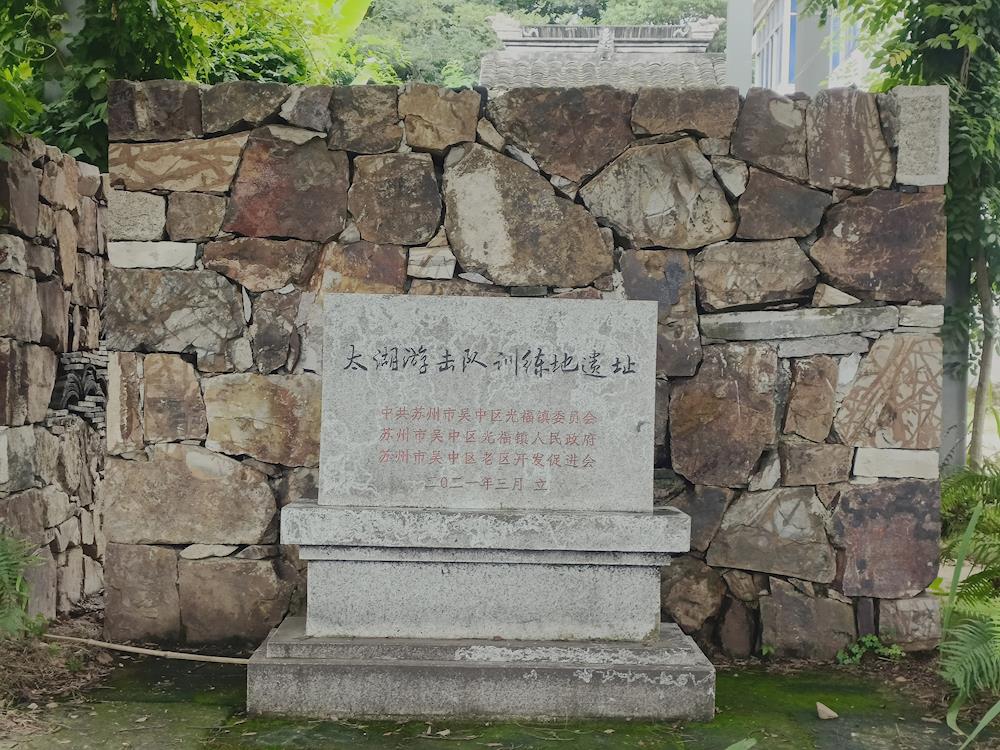 太湖游击队训练地遗址
中共苏州市吴中区光福镇委员会
苏州市吴中区光福镇人民政府
苏州市吴中区老区开发促进会
二〇二一年三月 立